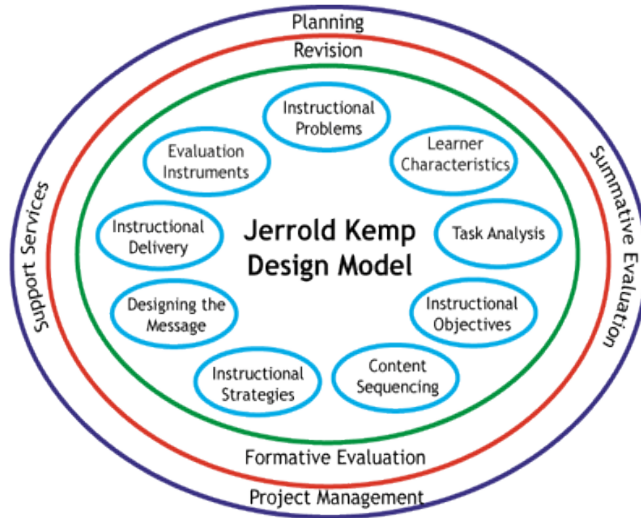 Planning
Revision
Instructional
Problems
Learner
Characteristics
Evaluation
Instruments
Instructional
Delivery
Jerrold Kemp
Design Model
Task Analysis
Support Services
Summative Evaluation
Designing the
Message
Instructional
Objectives
Instructional
Strategies
Content
Sequencing
Formative Evaluation
Project Management